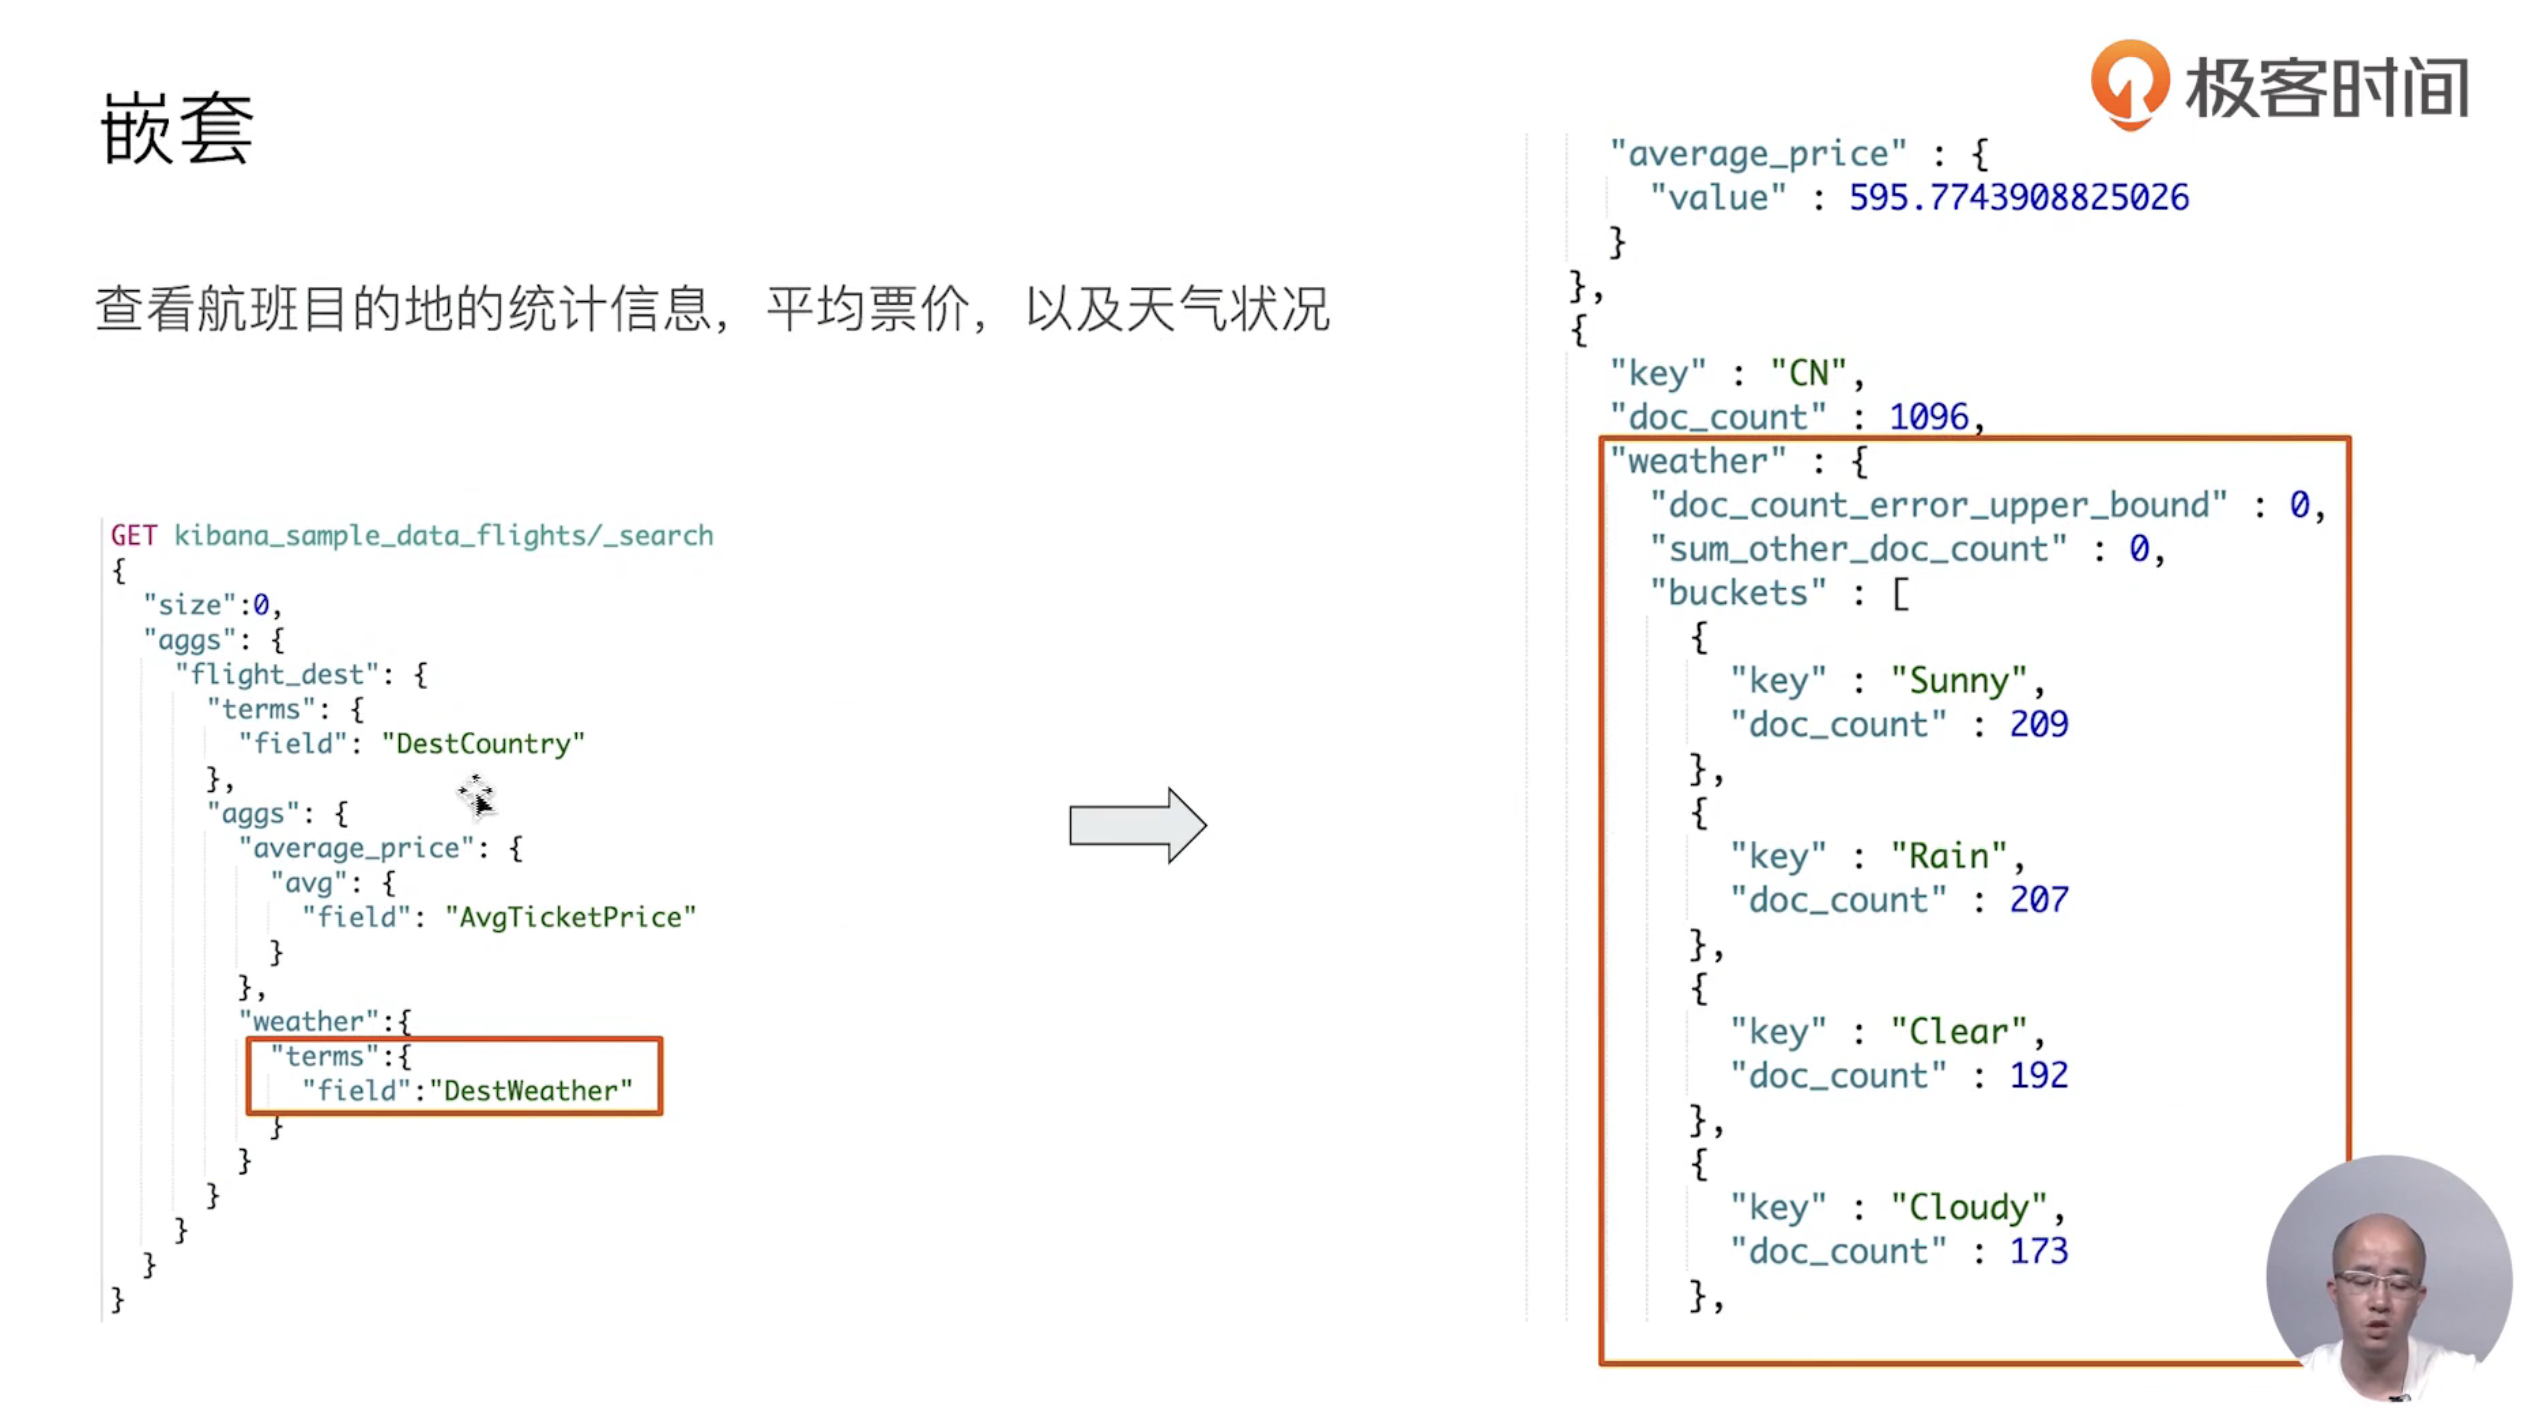 极客时间
嵌套
查看航班目的地的统计信息，平均票价，以及天气状况
GET kibana_sample_data_flights/_search
{
"size":0,
"aggs": {
"flight_dest": {
"terms": {
"field": "DestCountry"
},
"aggs": {
"average_price": {
"avg": {
"field": "AvgTicketPrice"
}
},
"weather":{
"terms":{
"field":"DestWeather"
}
}
}
}
}
}
"average_price" : {
"value" : 595.7743908825026
}
},
{
"key" : "CN",
"doc_count" : 1096,
"weather" : {
"doc_count_error_upper_bound" : 0,
"sum_other_doc_count" : 0,
"buckets" : [
{
"key" : "Sunny",
"doc_count" : 209
},
{
"key" : "Rain",
"doc_count" : 207
},
{
"key" : "Clear",
"doc_count" : 192
},
{
"key" : "Cloudy",
"doc_count" : 173
},